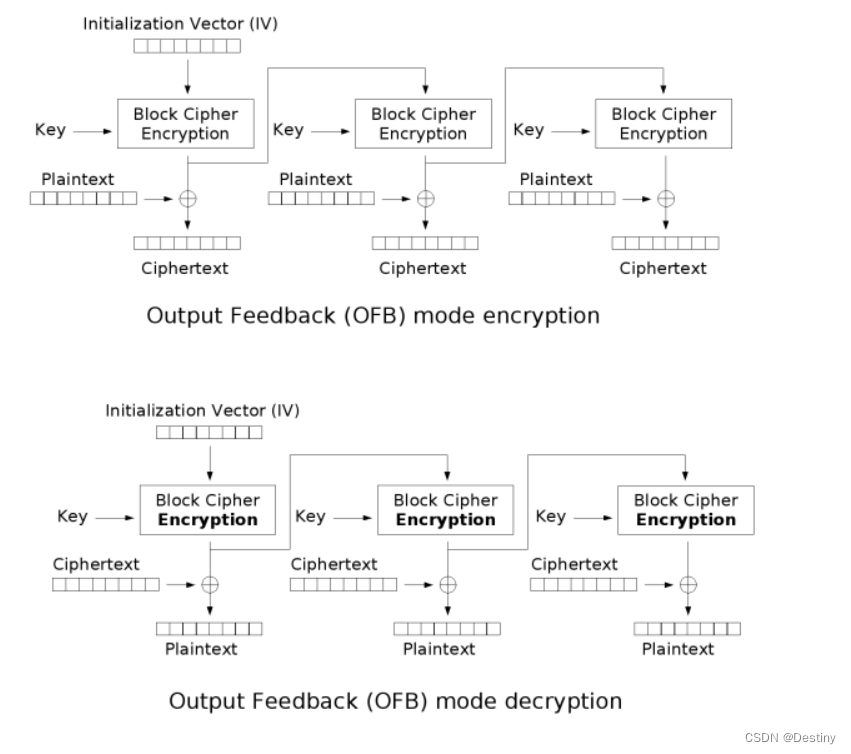 Initialization Vector (IV)
Block Cipher Encryption
Block Cipher Encryption
Block Cipher Encryption
Key
Key
Key
Plaintext
Plaintext
Plaintext
Ciphertext
Ciphertext
Ciphertext
Output Feedback (OFB) mode encryption
Initialization Vector (IV)
Block Cipher Encryption
Block Cipher Encryption
Block Cipher Encryption
Key
Key
Key
Ciphertext
Ciphertext
Ciphertext
Plaintext
Plaintext
Plaintext
Output Feedback (OFB) mode decryption
CSDN @Destiny